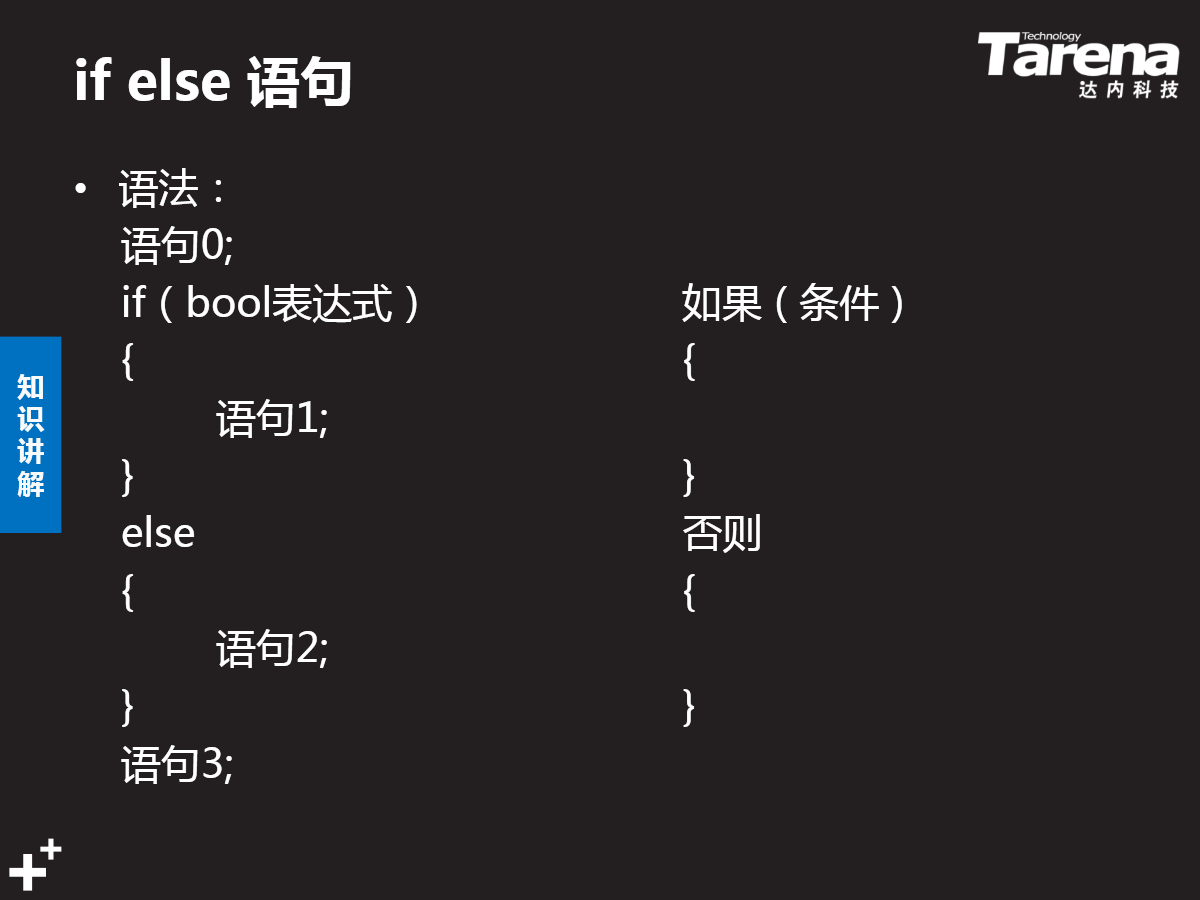 if else 语句
Technology
Tarena
达内科技
• 语法：
语句0;
if（bool表达式） 如果（条件）
{ {
语句1;
} }
else 否则
{ {
语句2;
} }
语句3;
知识讲解